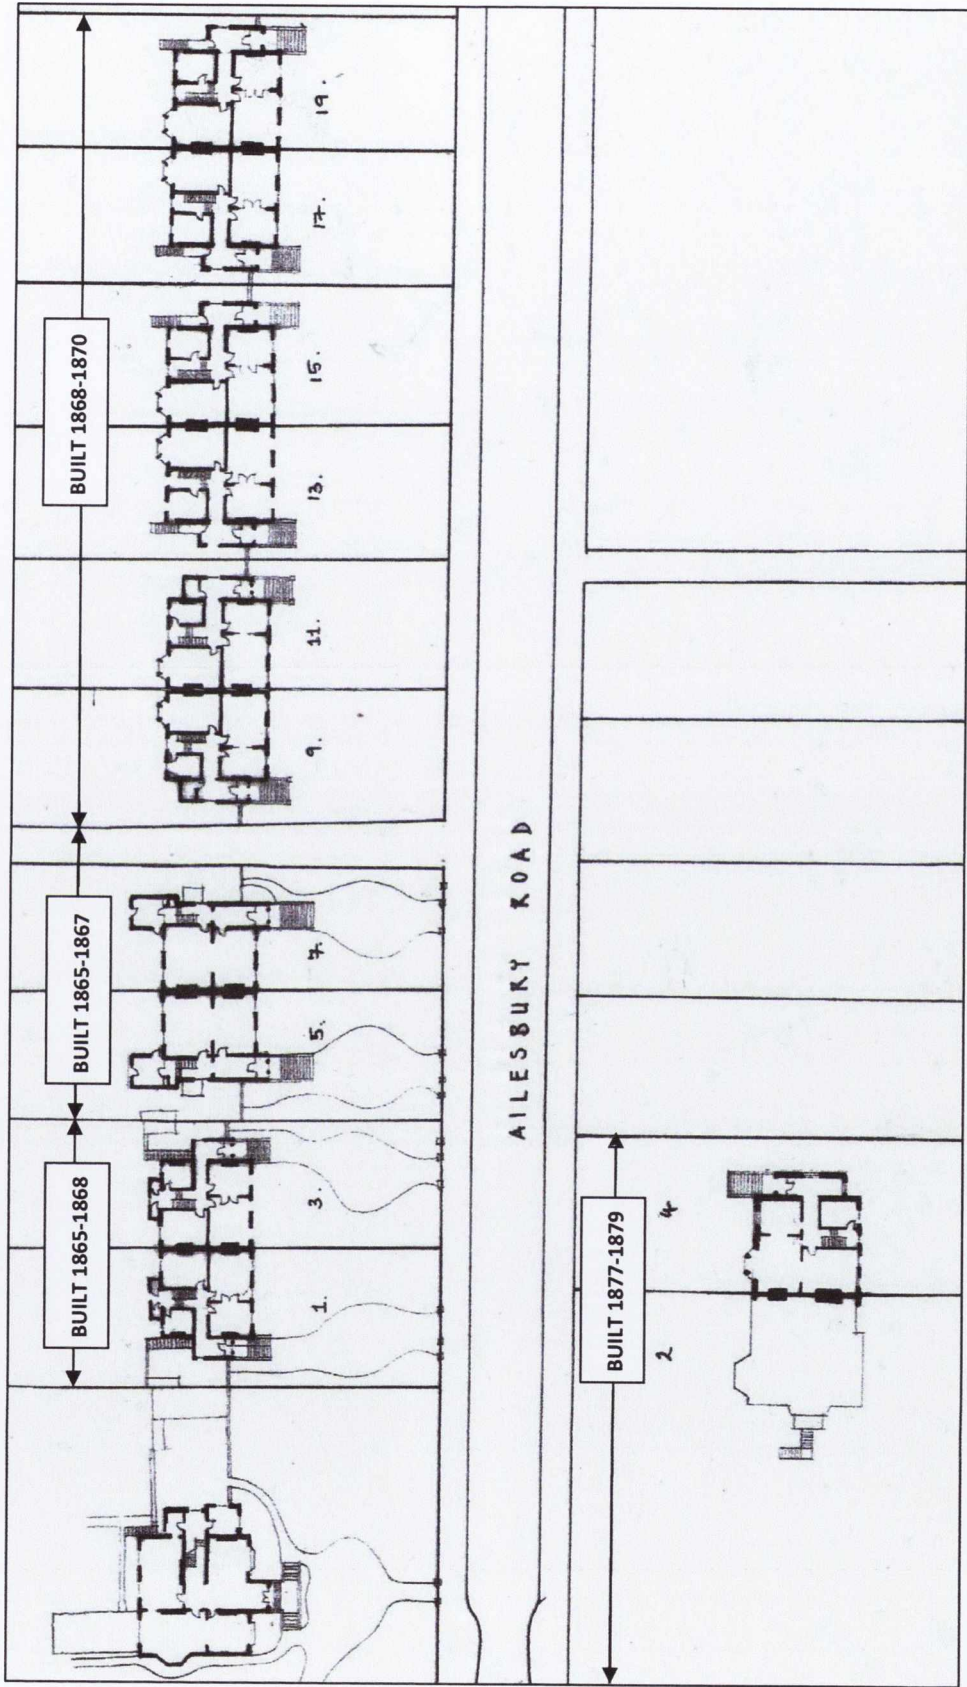 BUILT 1868-1870
19.
17.
15.
13.
11.
9.
BUILT 1865-1867
7.
5.
BUILT 1865-1868
3.
1.
AILESBURY ROAD
BUILT 1877-1879
4
2